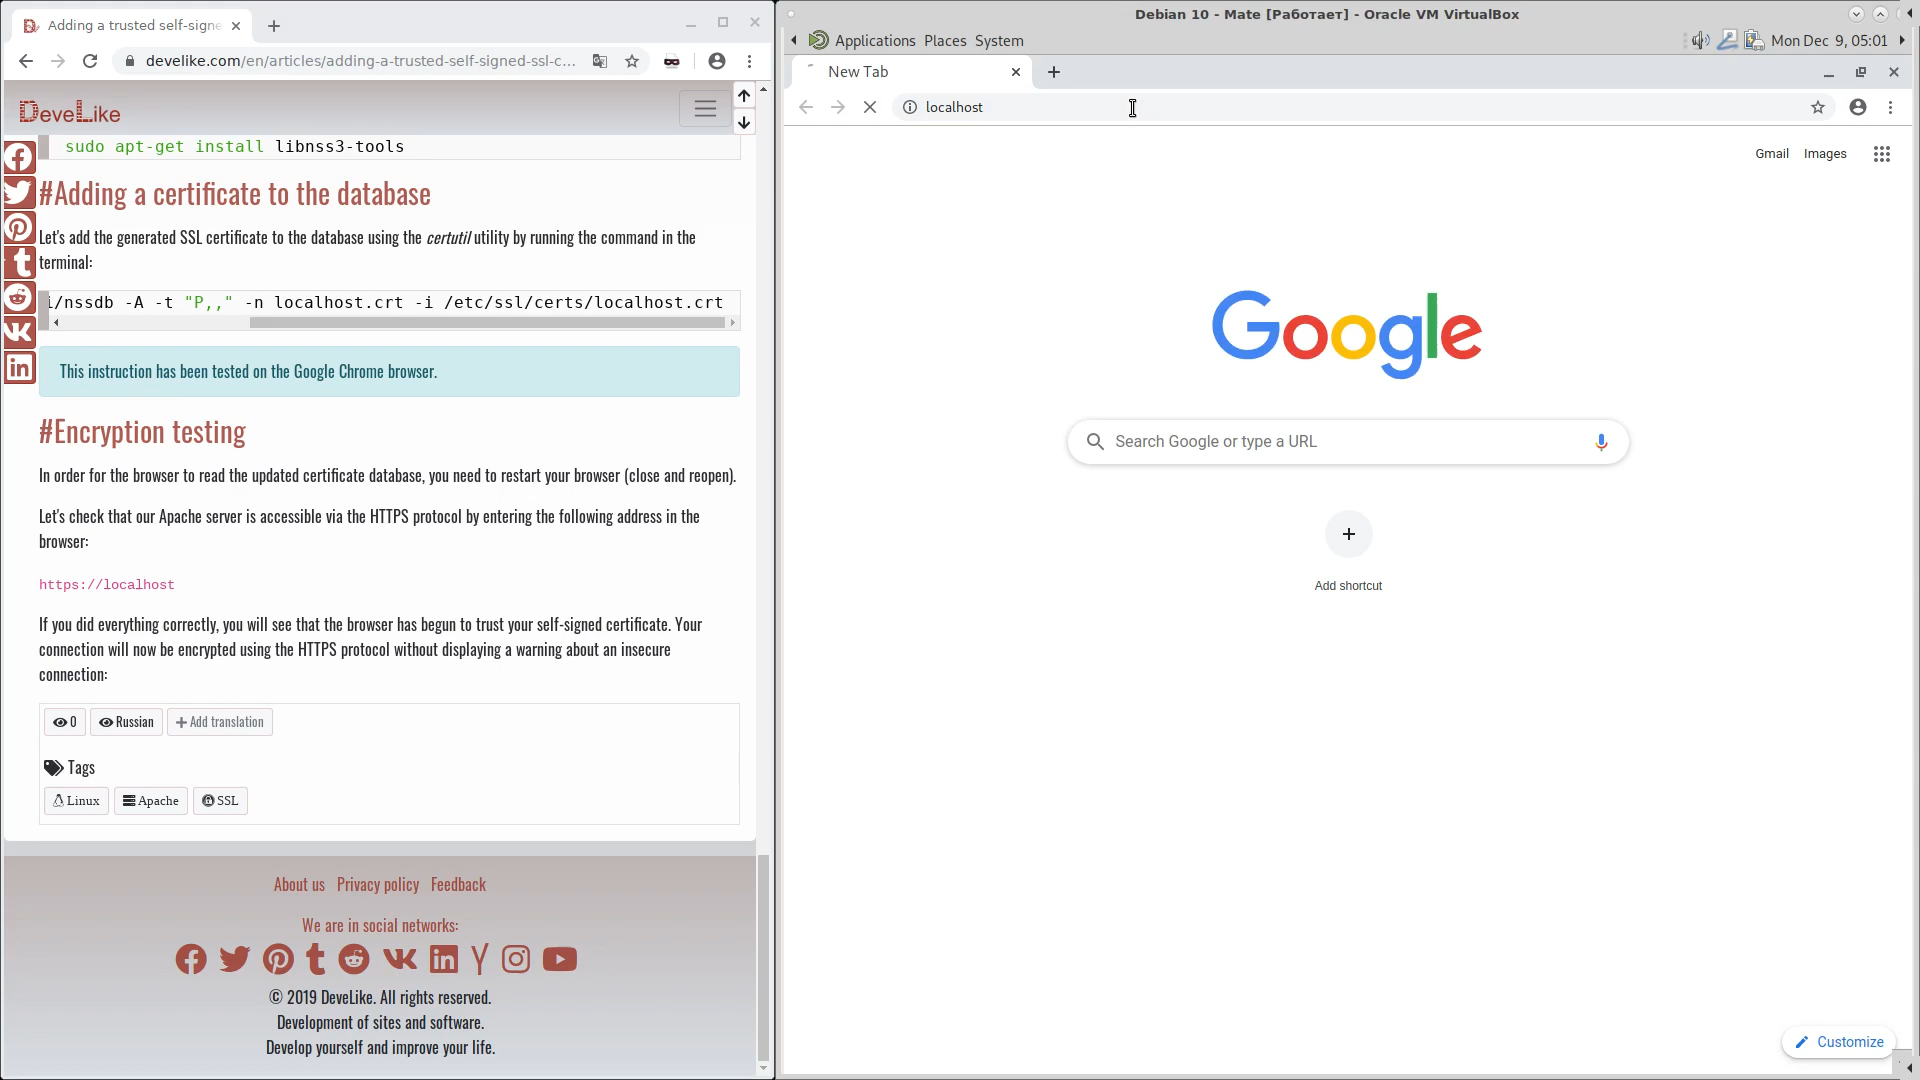 Adding a trusted self-signe
develike.com/en/articles/adding-a-trusted-self-signed-ssl-c...
DeveLike
sudo apt-get install libnss3-tools
#Adding a certificate to the database
Let's add the generated SSL certificate to the database using the certutil utility by running the command in the
terminal:
i/nssdb -A -t "P,," -n localhost.crt -i /etc/ssl/certs/localhost.crt
This instruction has been tested on the Google Chrome browser.
#Encryption testing
In order for the browser to read the updated certificate database, you need to restart your browser (close and reopen).
Let's check that our Apache server is accessible via the HTTPS protocol by entering the following address in the
browser:
https://localhost
If you did everything correctly, you will see that the browser has begun to trust your self-signed certificate. Your
connection will now be encrypted using the HTTPS protocol without displaying a warning about an insecure
connection:
0 Russian + Add translation
Tags
Linux Apache SSL
About us Privacy policy Feedback
We are in social networks:
© 2019 DeveLike. All rights reserved.
Development of sites and software.
Develop yourself and improve your life.
Debian 10 - Mate [Работает] - Oracle VM VirtualBox
Applications Places System
Mon Dec 9, 05:01
New Tab
localhost
Gmail Images
Google
Search Google or type a URL
Add shortcut
Customize